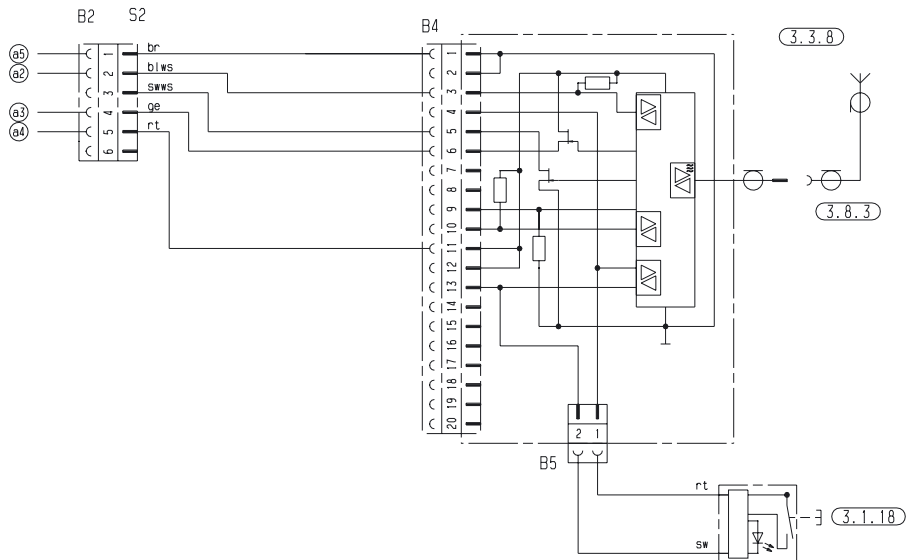 B2 S2
B4
3.3.8
a5 1 br 1
a2 2 blws 2
3 swws 3
a3 4 ge 4
a4 5 rt 5
6 6
7
8
9
10
11
12
13
14
15
16
17
18
19
20
3.8.3
2 1
B5
rt
3.1.18
sw